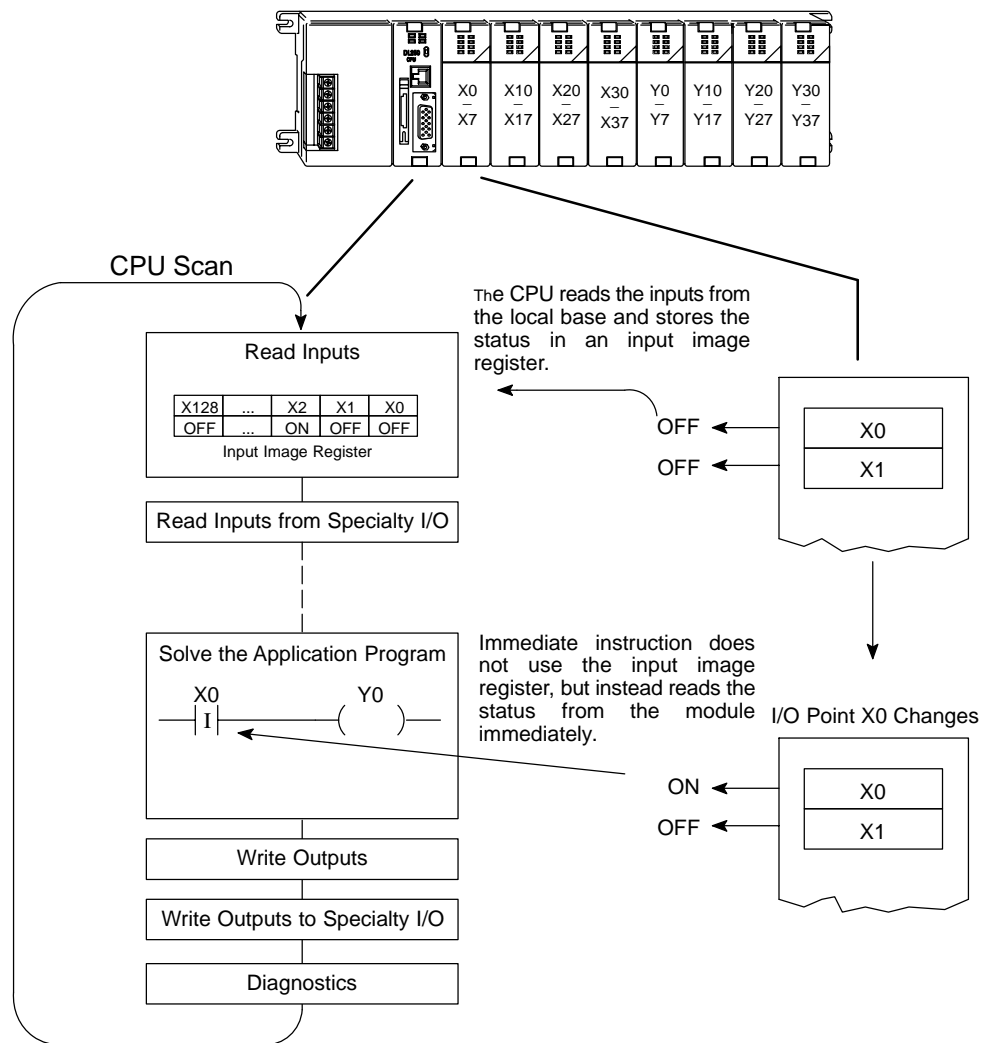 DL250
CPU
X0
–
X7
X10
–
X17
X20
–
X27
X30
–
X37
Y0
–
Y7
Y10
–
Y17
Y20
–
Y27
Y30
–
Y37
CPU Scan
The CPU reads the inputs from
the local base and stores the
status in an input image
register.
Read Inputs
X128 ... X2 X1 X0
OFF ... ON OFF OFF
Input Image Register
OFF
X0
OFF
X1
Read Inputs from Specialty I/O
Solve the Application Program
X0 Y0
I
Immediate instruction does
not use the input image
register, but instead reads the
status from the module
immediately.
I/O Point X0 Changes
ON
X0
OFF
X1
Write Outputs
Write Outputs to Specialty I/O
Diagnostics